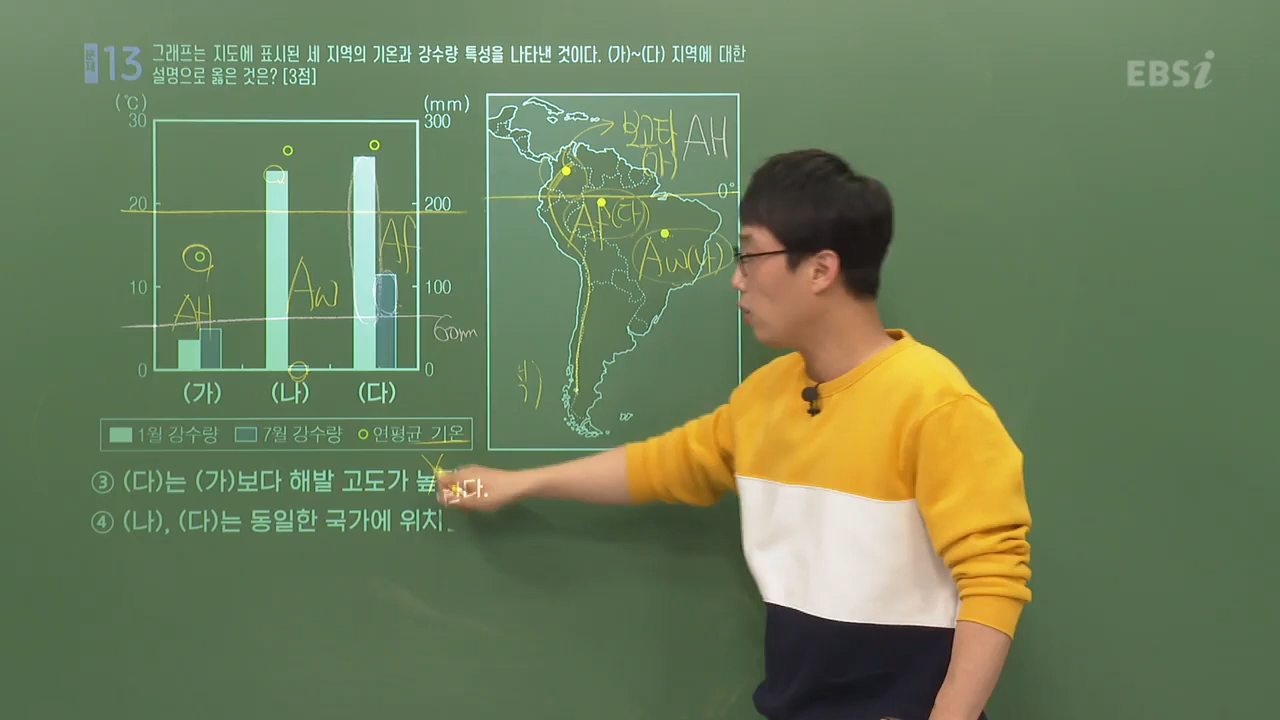 문제 13 그래프는 지도에 표시된 세 지역의 기온과 강수량 특성을 나타낸 것이다. (가)~(다) 지역에 대한
설명으로 옳은 것은? [3점]
EBSi
(℃) (mm)
30 300
20 200
10 100
0 0
AH Aw Af
60mm
(가) (나) (다)
1월 강수량 7월 강수량 연평균 기온
보고타 AH
(가)
0°
Af(다)
Aw(나)
③ (다)는 (가)보다 해발 고도가
④ (나), (다)는 동일한 국가에 위치